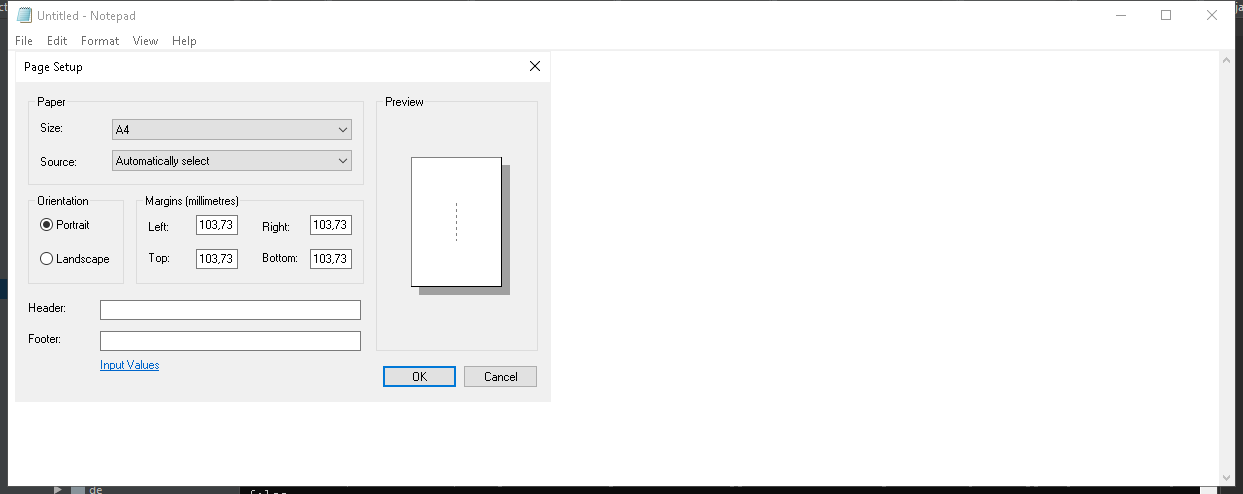 Untitled - Notepad
File Edit Format View Help
Page Setup
Paper
Size: A4
Source: Automatically select
Orientation
Portrait
Landscape
Margins (millimetres)
Left: 103,73 Right: 103,73
Top: 103,73 Bottom: 103,73
Header:
Footer:
Input Values
Preview
OK Cancel
de